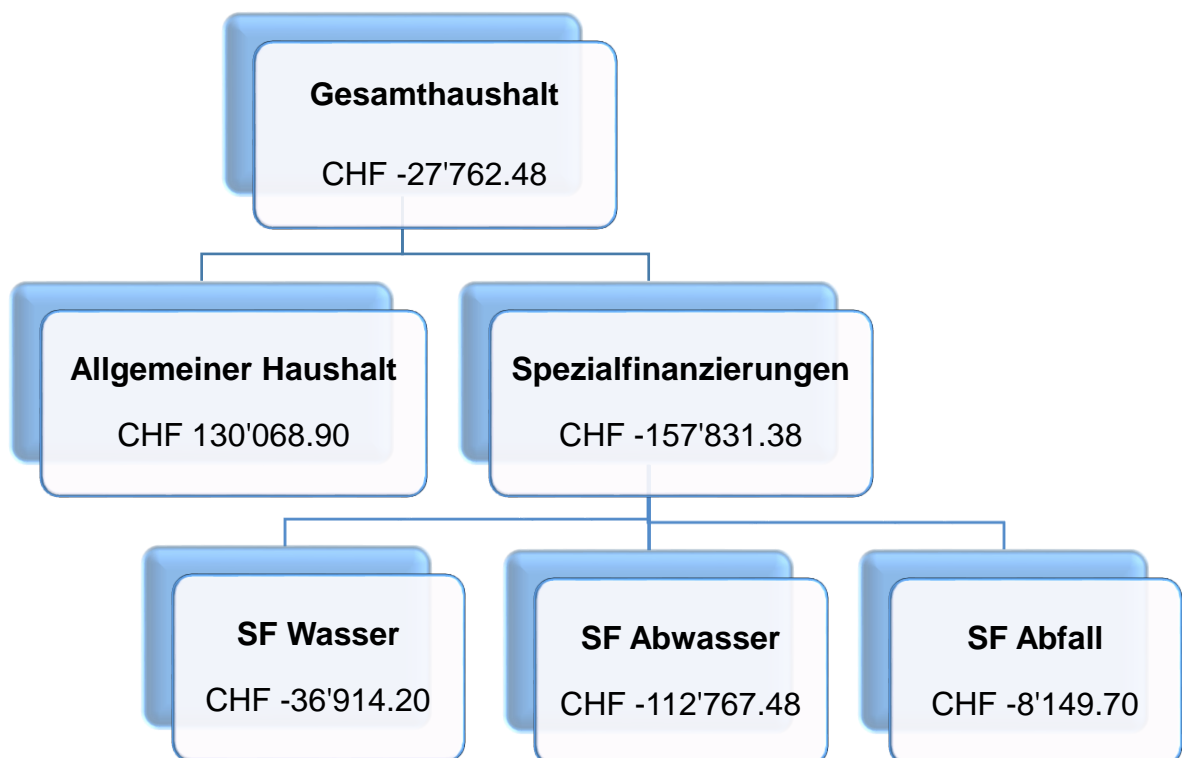 Gesamthaushalt
CHF -27'762.48
Allgemeiner Haushalt
CHF 130'068.90
Spezialfinanzierungen
CHF -157'831.38
SF Wasser
CHF -36'914.20
SF Abwasser
CHF -112'767.48
SF Abfall
CHF -8'149.70